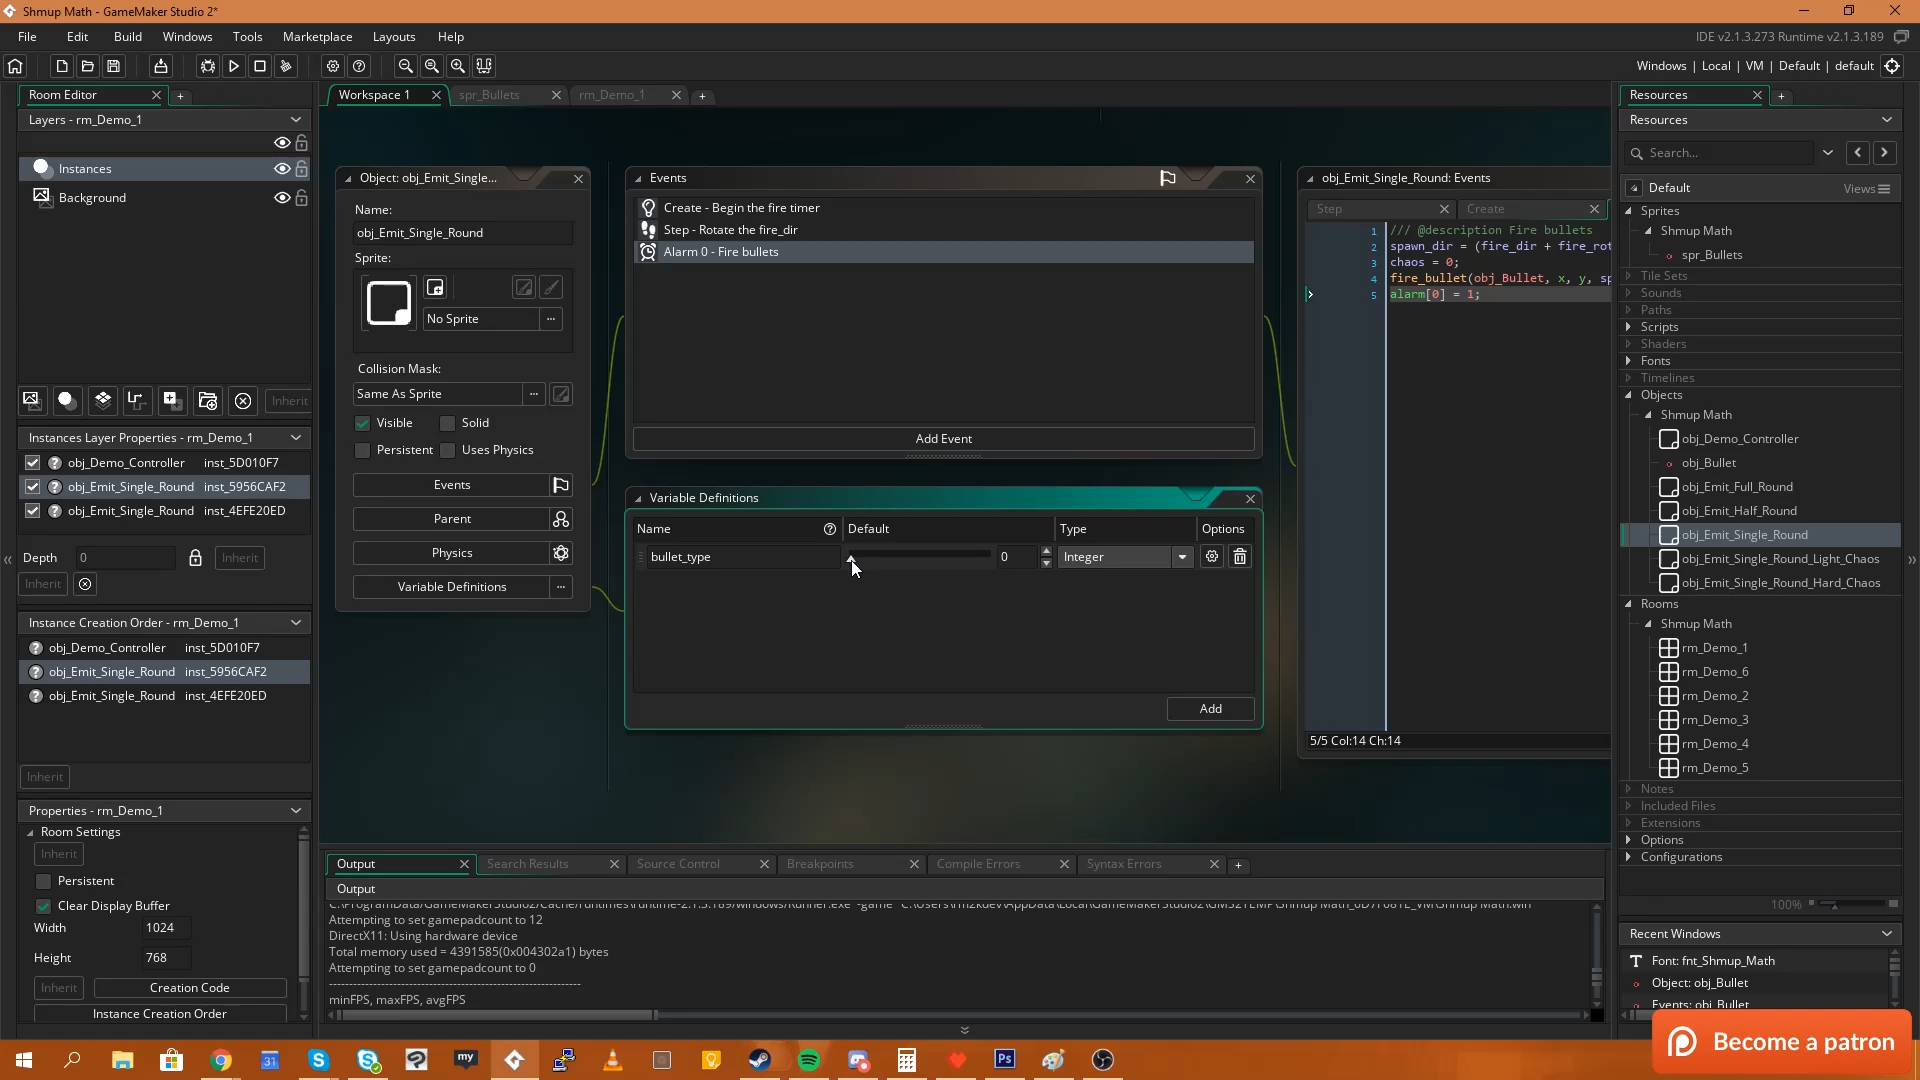 Shmup Math - GameMaker Studio 2*
File Edit Build Windows Tools Marketplace Layouts Help
IDE v2.1.3.273 Runtime v2.1.3.189
Windows | Local | VM | Default | default
Room Editor
Layers - rm_Demo_1
Instances
Background
Inherit
Instances Layer Properties - rm_Demo_1
obj_Demo_Controller inst_5D010F7
obj_Emit_Single_Round inst_5956CAF2
obj_Emit_Single_Round inst_4EFE20ED
Depth 0 Inherit
Inherit
Instance Creation Order - rm_Demo_1
obj_Demo_Controller inst_5D010F7
obj_Emit_Single_Round inst_5956CAF2
obj_Emit_Single_Round inst_4EFE20ED
Inherit
Properties - rm_Demo_1
Room Settings
Inherit
Persistent
Clear Display Buffer
Width 1024
Height 768
Inherit Creation Code
Instance Creation Order
Workspace 1 spr_Bullets rm_Demo_1
Object: obj_Emit_Single...
Name:
obj_Emit_Single_Round
Sprite:
No Sprite
Collision Mask:
Same As Sprite
Visible Solid
Persistent Uses Physics
Events
Parent
Physics
Variable Definitions
Events
Create - Begin the fire timer
Step - Rotate the fire_dir
Alarm 0 - Fire bullets
Add Event
Variable Definitions
Name Default Type Options
bullet_type 0 Integer
Add
obj_Emit_Single_Round: Events
Step Create
1 /// @description Fire bullets
2 spawn_dir = (fire_dir + fire_rot
3 chaos = 0;
4 fire_bullet(obj_Bullet, x, y, sp
5 alarm[0] = 1;
5/5 Col:14 Ch:14
Output Search Results Source Control Breakpoints Compile Errors Syntax Errors
Output
Attempting to set gamepadcount to 12
DirectX11: Using hardware device
Total memory used = 4391585(0x004302a1) bytes
Attempting to set gamepadcount to 0
------------------------------------------------------------
minFPS, maxFPS, avgFPS
Resources
Resources
Search...
Default Views
Sprites
Shmup Math
spr_Bullets
Tile Sets
Sounds
Paths
Scripts
Shaders
Fonts
Timelines
Objects
Shmup Math
obj_Demo_Controller
obj_Bullet
obj_Emit_Full_Round
obj_Emit_Half_Round
obj_Emit_Single_Round
obj_Emit_Single_Round_Light_Chaos
obj_Emit_Single_Round_Hard_Chaos
Rooms
Shmup Math
rm_Demo_1
rm_Demo_6
rm_Demo_2
rm_Demo_3
rm_Demo_4
rm_Demo_5
Notes
Included Files
Extensions
Options
Configurations
100%
Recent Windows
Font: fnt_Shmup_Math
Object: obj_Bullet
Events: obj_Bullet
31 my Ps
Become a patron